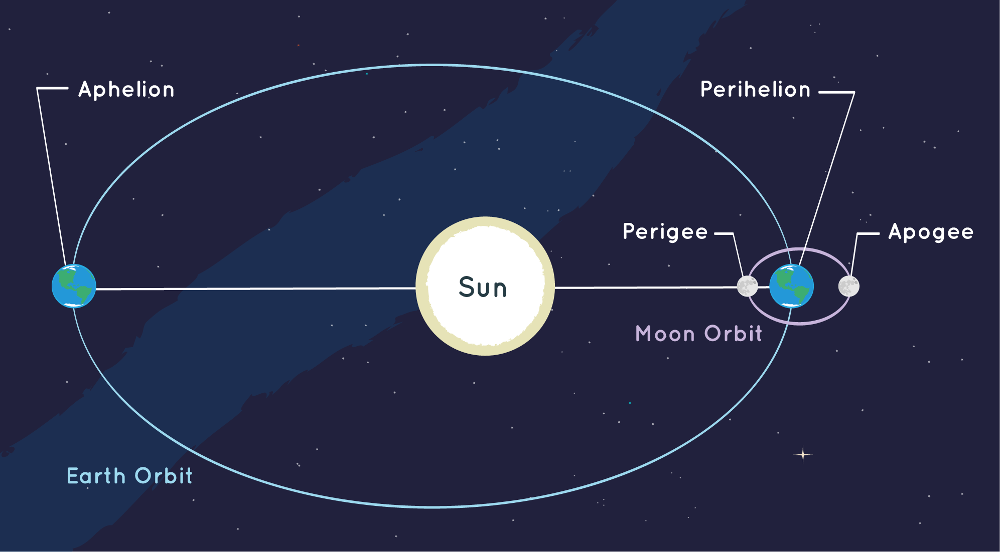 Aphelion
Perihelion
Perigee
Apogee
Sun
Moon Orbit
Earth Orbit